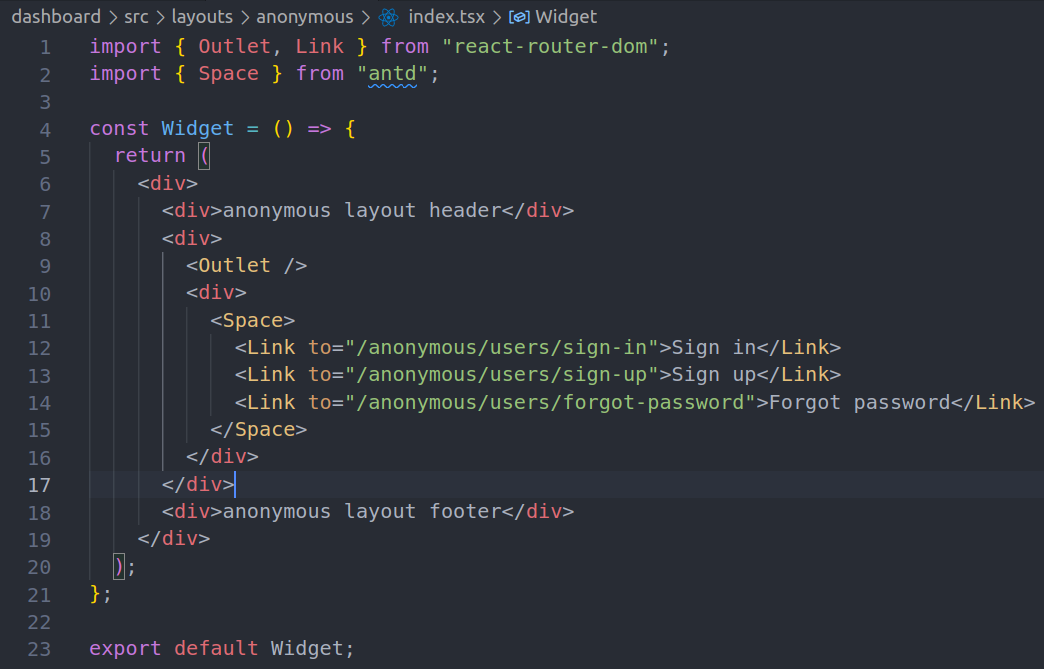 dashboard > src > layouts > anonymous > index.tsx > Widget
1 import { Outlet, Link } from "react-router-dom";
2 import { Space } from "antd";
3
4 const Widget = () => {
5   return (
6     <div>
7       <div>anonymous layout header</div>
8       <div>
9         <Outlet />
10         <div>
11           <Space>
12             <Link to="/anonymous/users/sign-in">Sign in</Link>
13             <Link to="/anonymous/users/sign-up">Sign up</Link>
14             <Link to="/anonymous/users/forgot-password">Forgot password</Link>
15           </Space>
16         </div>
17       </div>
18       <div>anonymous layout footer</div>
19     </div>
20   );
21 };
22
23 export default Widget;